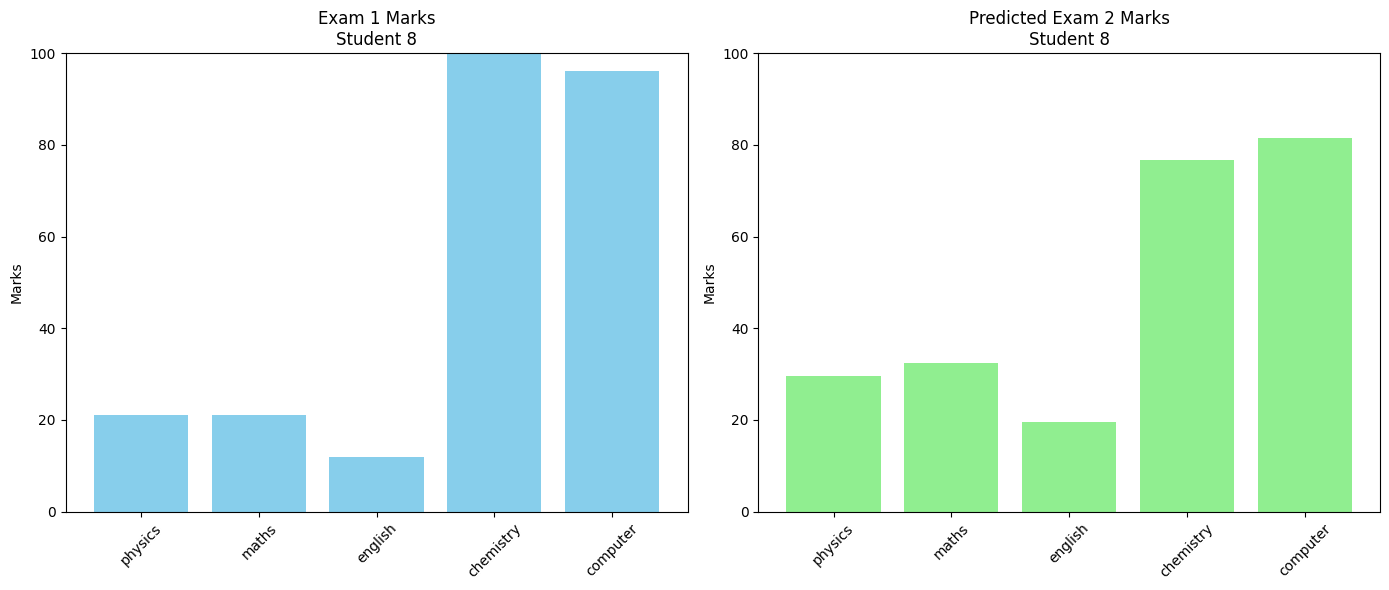 Exam 1 Marks
Student 8
Marks
100
80
60
40
20
0
physics
maths
english
chemistry
computer
Predicted Exam 2 Marks
Student 8
Marks
100
80
60
40
20
0
physics
maths
english
chemistry
computer